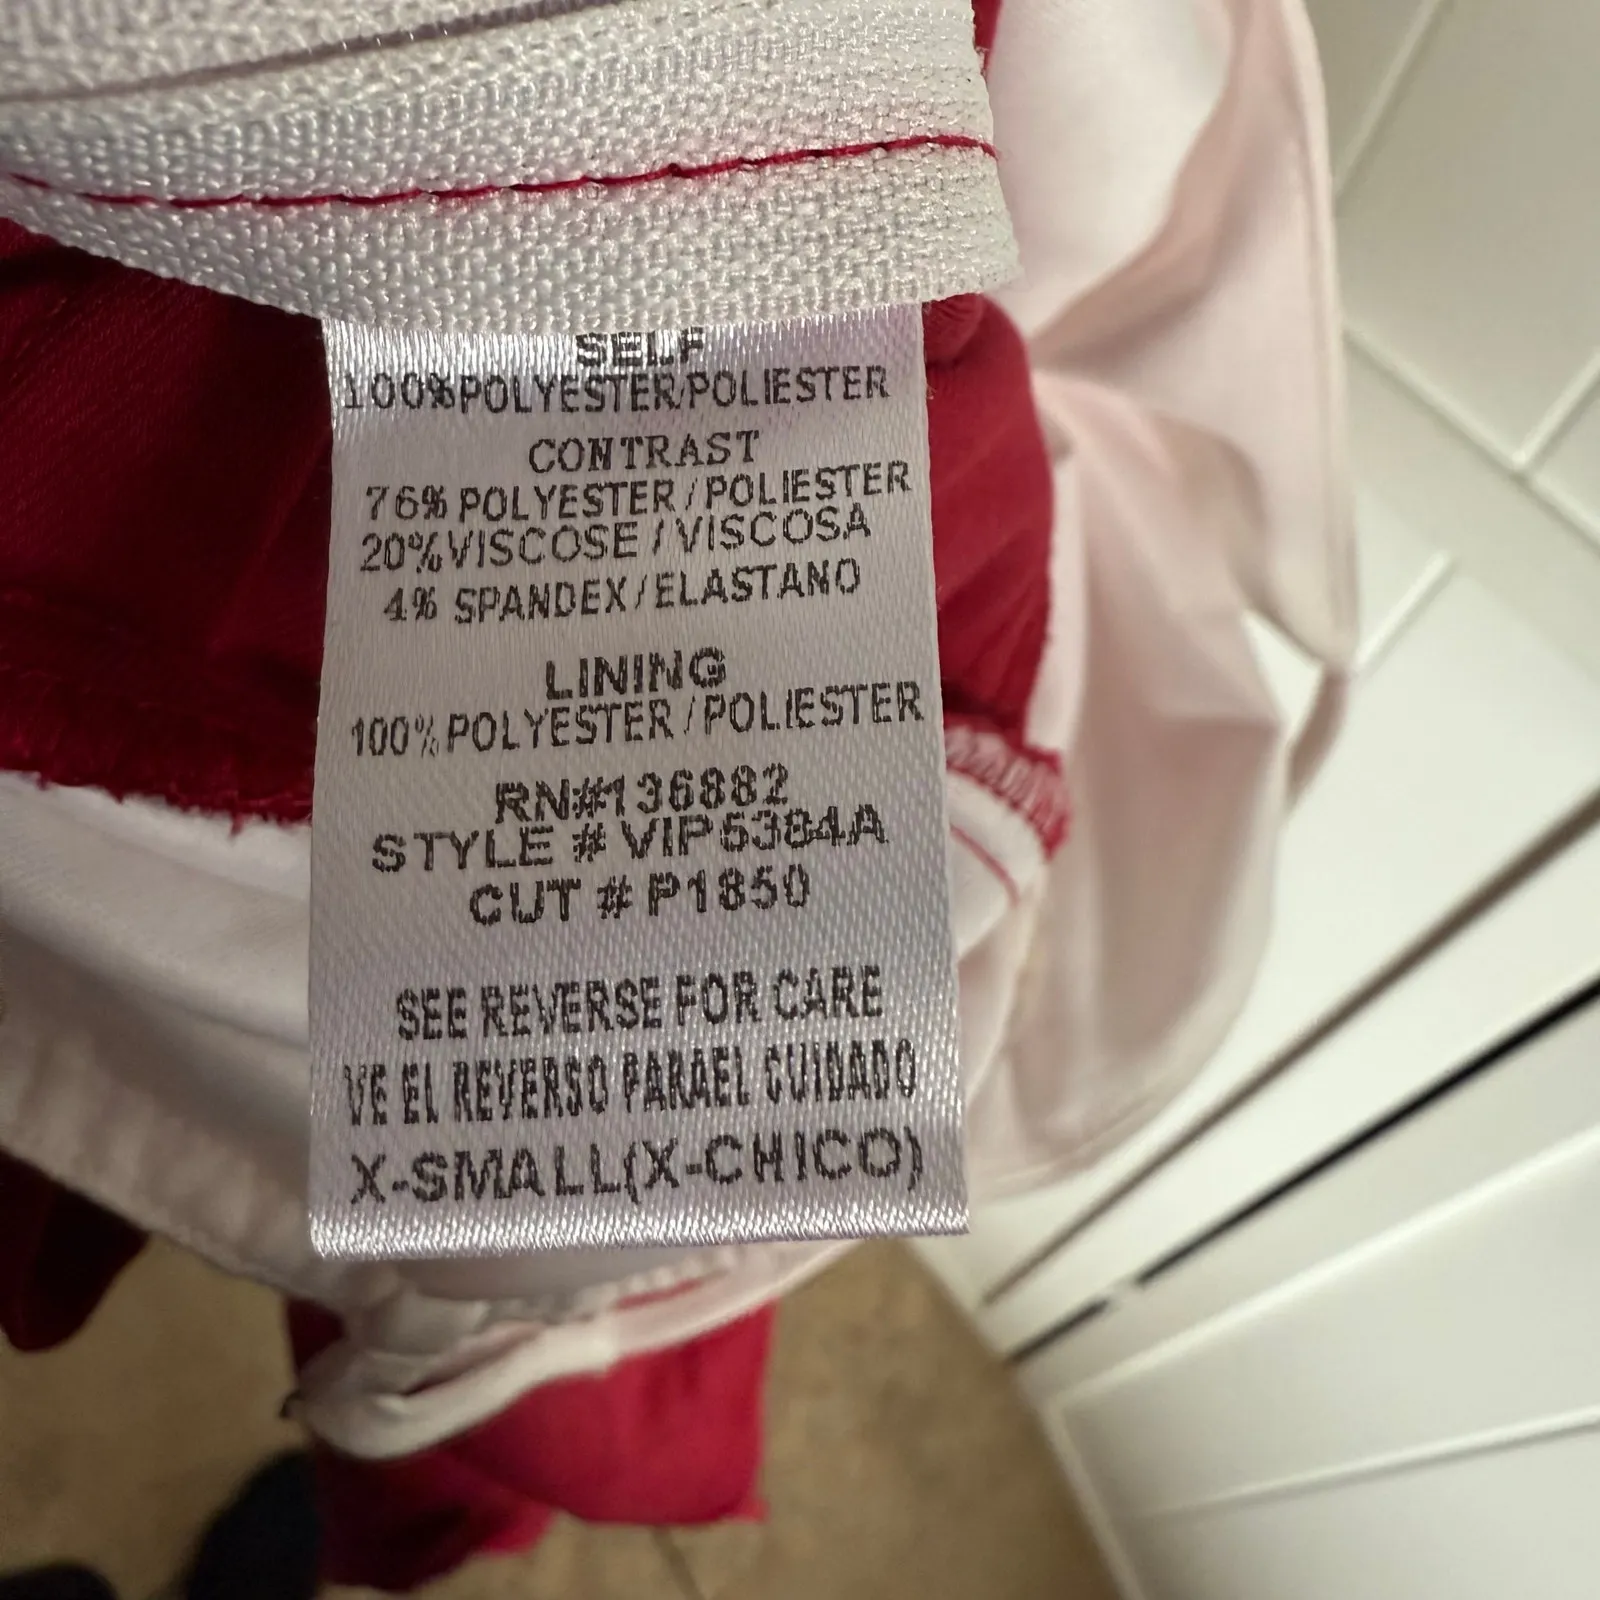 SELF
100%POLYESTER/POLIESTER
CONTRAST
76% POLYESTER / POLIESTER
20%VISCOSE / VISCOSA
4% SPANDEX/ELASTANO
LINING
100%POLYESTER / POLIESTER
RN#136882
STYLE # VIP5384A
CUT # P1850
SEE REVERSE FOR CARE
VE EL REVERSO PARAEL CUIDADO
X-SMALL(X-CHICO)